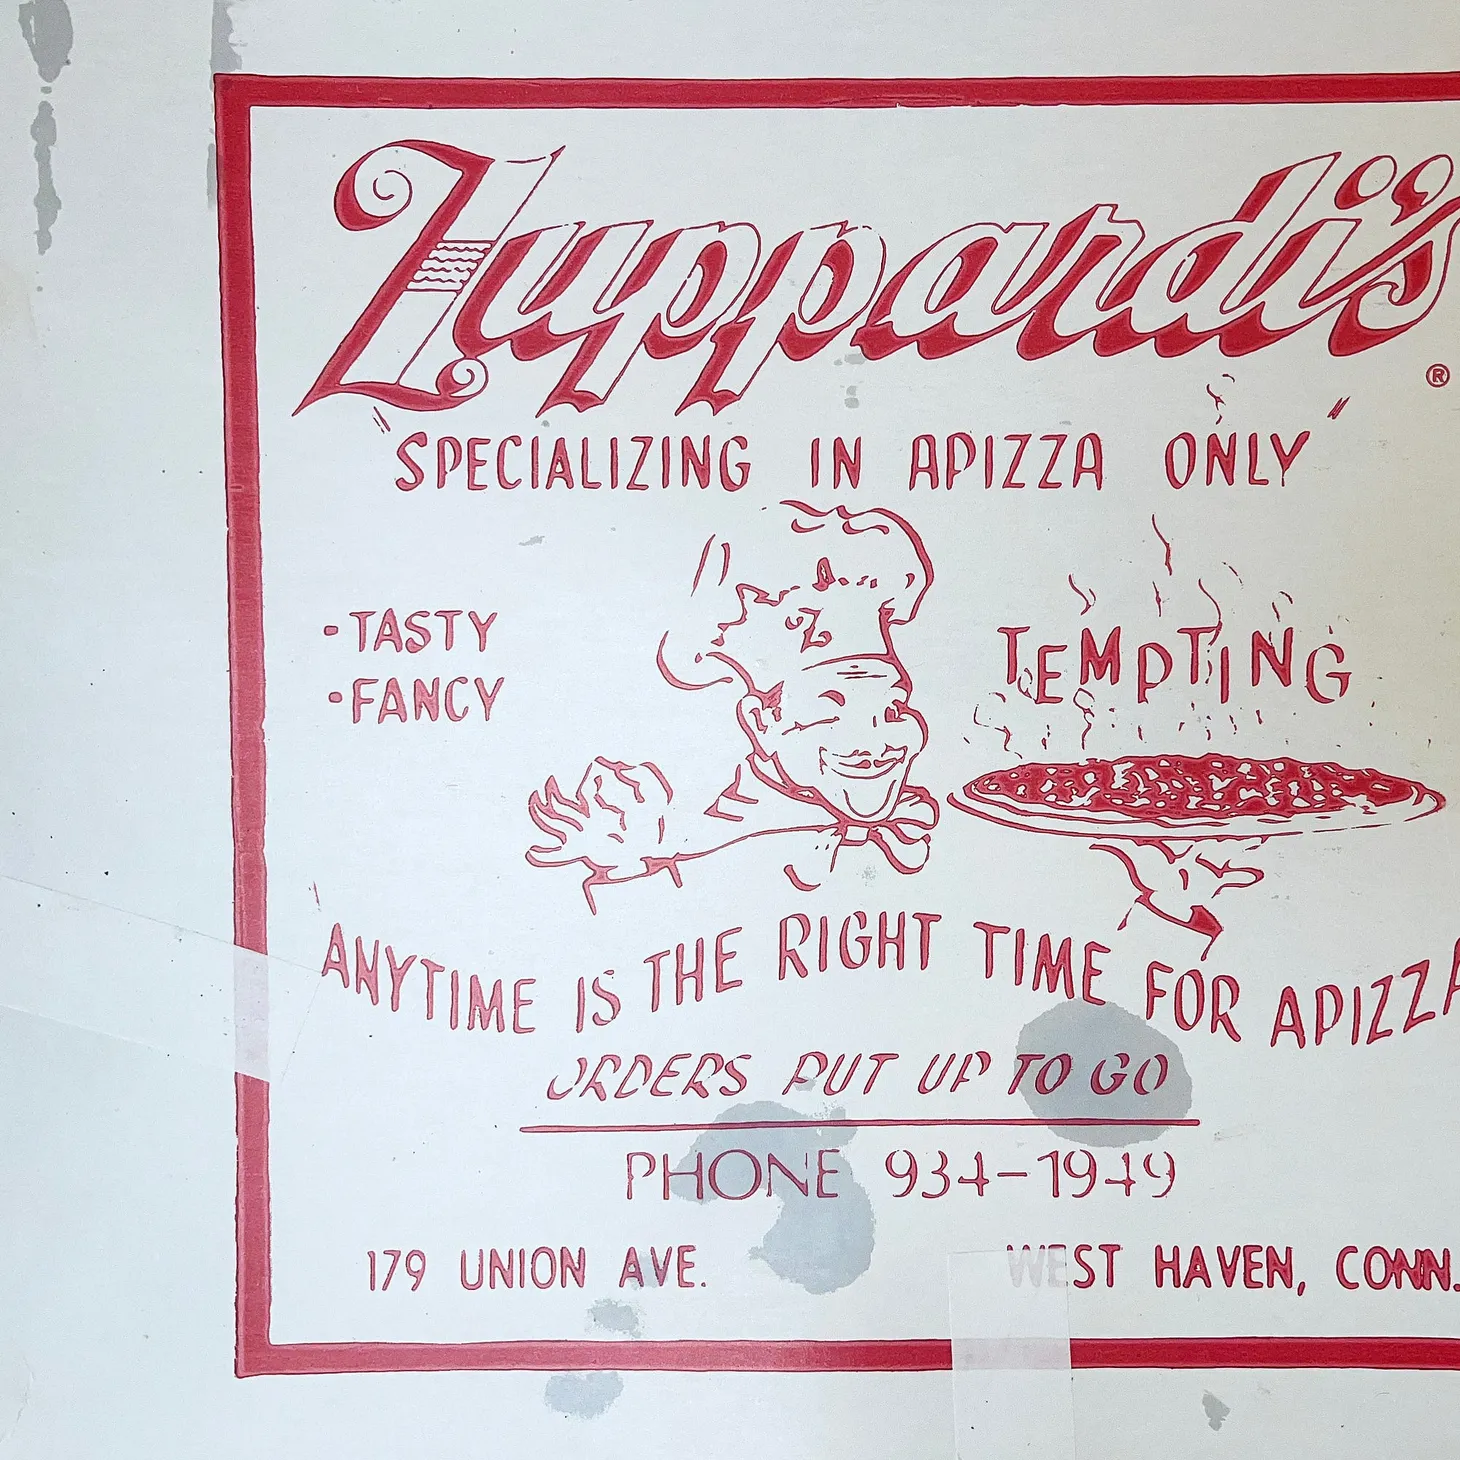 Zuppardi's
®
"SPECIALIZING IN APIZZA ONLY"
•TASTY
•FANCY
TEMPTING
ANYTIME IS THE RIGHT TIME FOR APIZZA
ORDERS PUT UP TO GO
PHONE 934-1949
179 UNION AVE. WEST HAVEN, CONN.